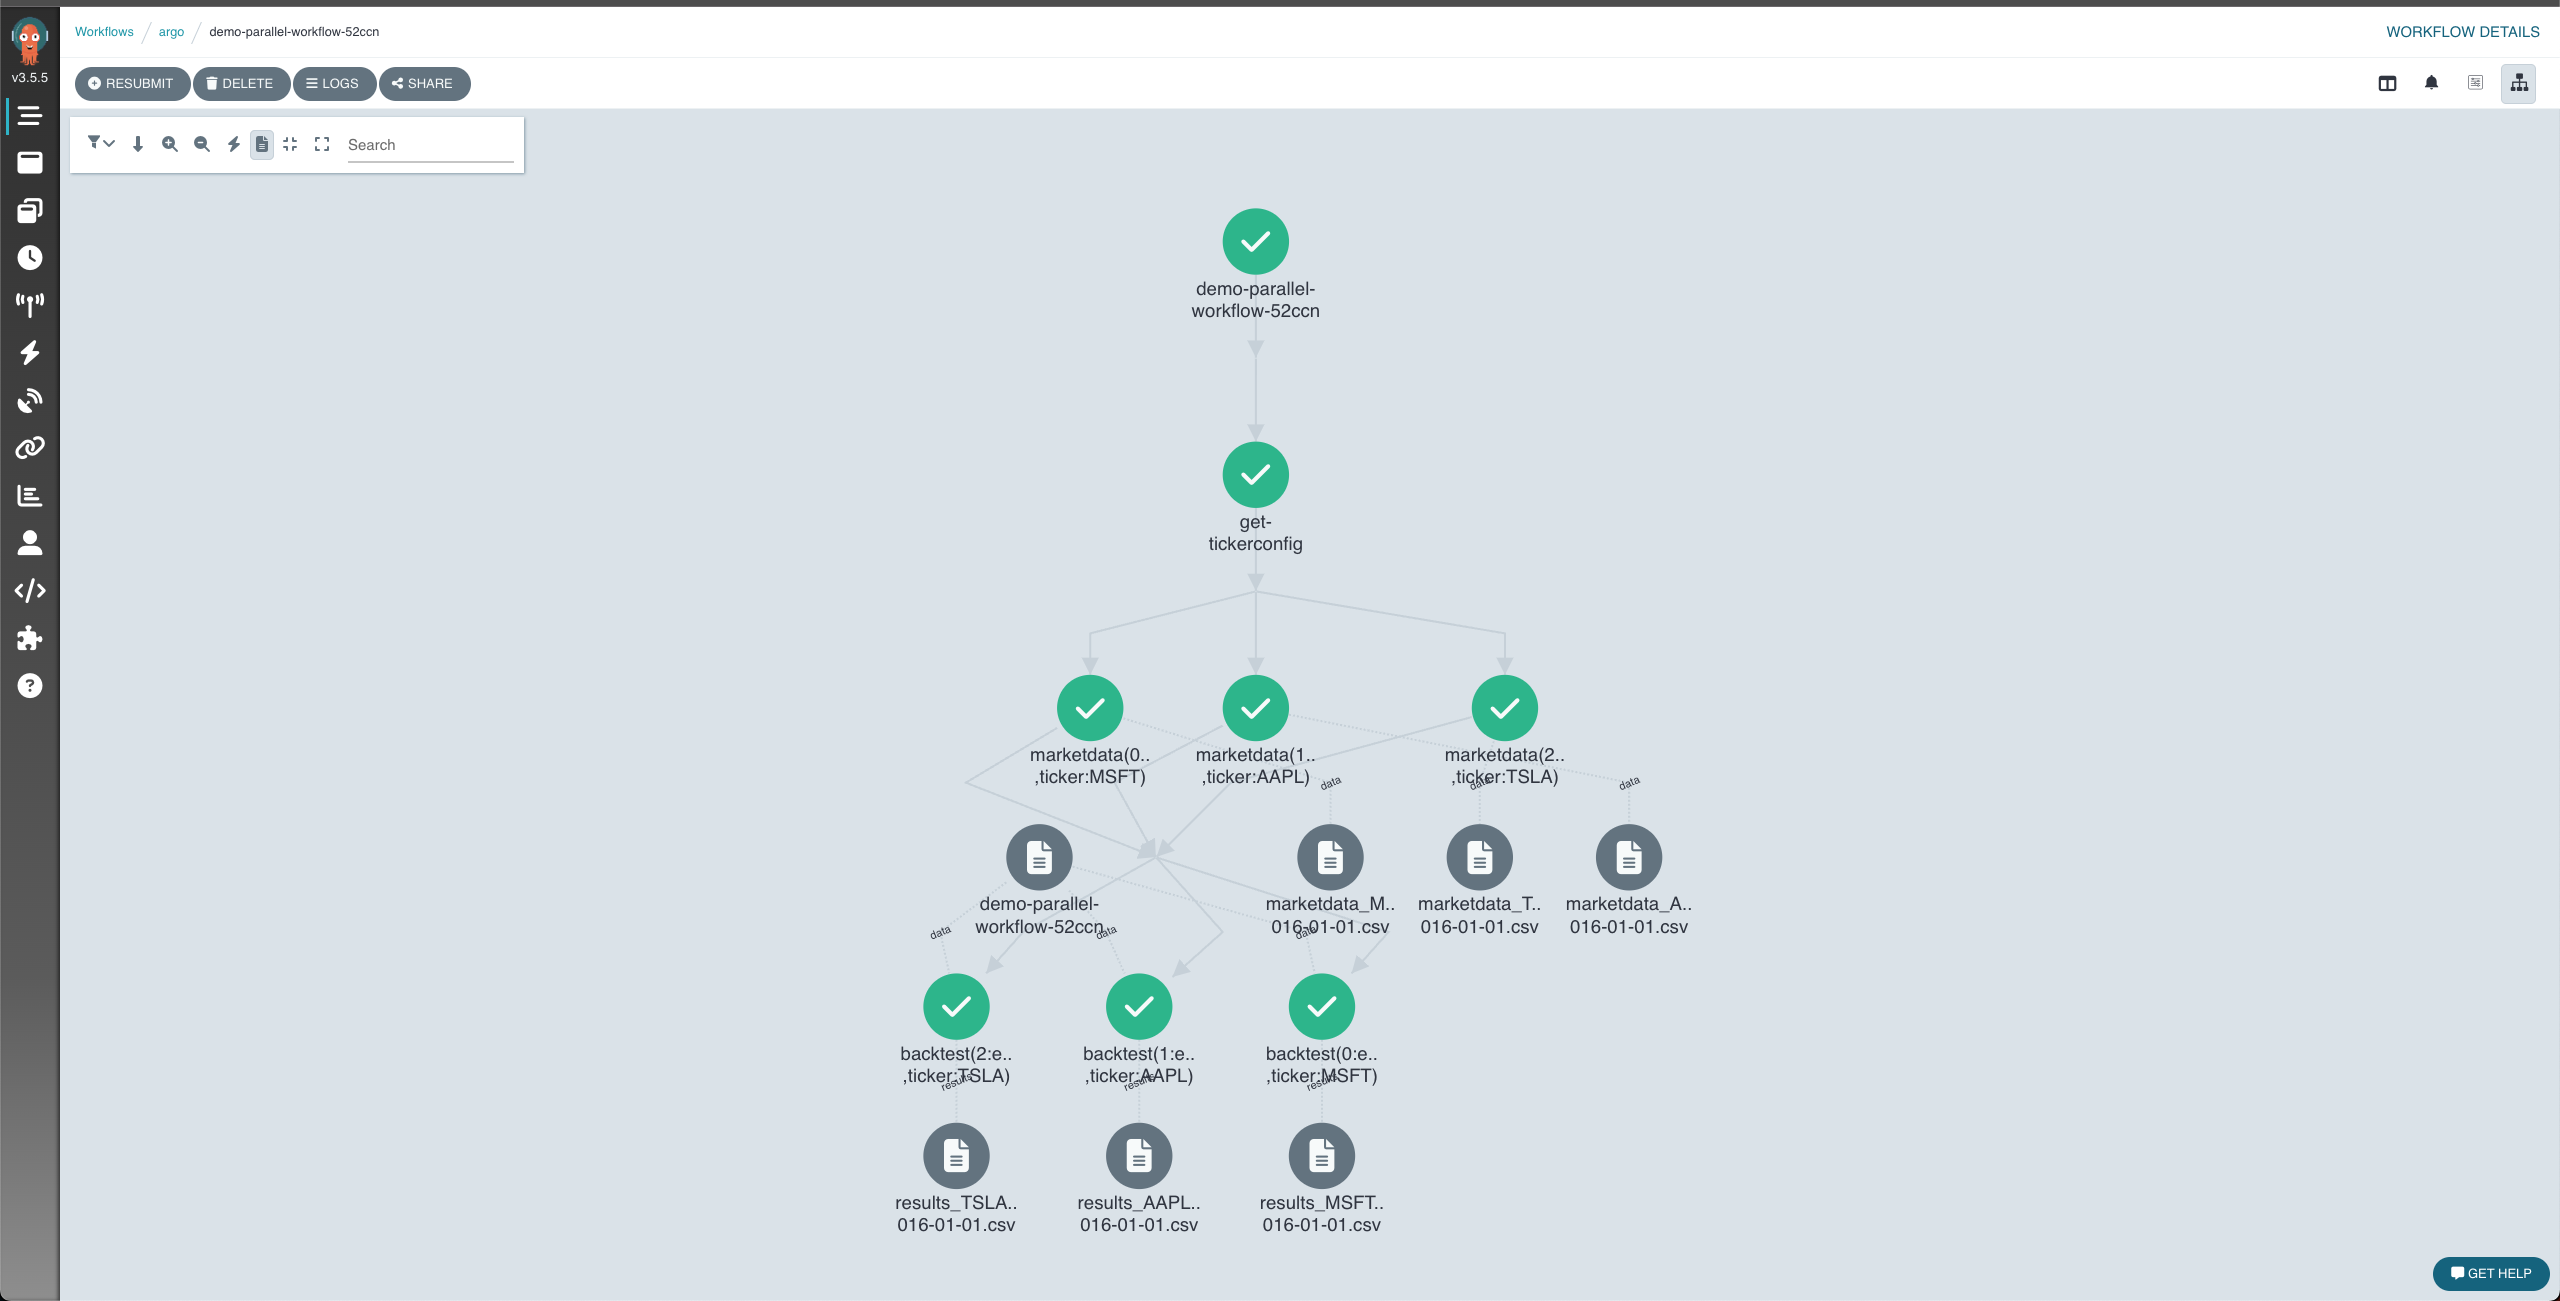 Workflows / argo / demo-parallel-workflow-52ccn
WORKFLOW DETAILS
v3.5.5
RESUBMIT
DELETE
LOGS
SHARE
Search
demo-parallel-
workflow-52ccn
get-
tickerconfig
marketdata(0..
,ticker:MSFT)
marketdata(1..
,ticker:AAPL)
marketdata(2..
,ticker:TSLA)
data
data
data
demo-parallel-
workflow-52ccn
marketdata_M..
016-01-01.csv
marketdata_T..
016-01-01.csv
marketdata_A..
016-01-01.csv
data
data
data
backtest(2:e..
,ticker:TSLA)
backtest(1:e..
,ticker:AAPL)
backtest(0:e..
,ticker:MSFT)
results
results
results
results_TSLA..
016-01-01.csv
results_AAPL..
016-01-01.csv
results_MSFT..
016-01-01.csv
GET HELP